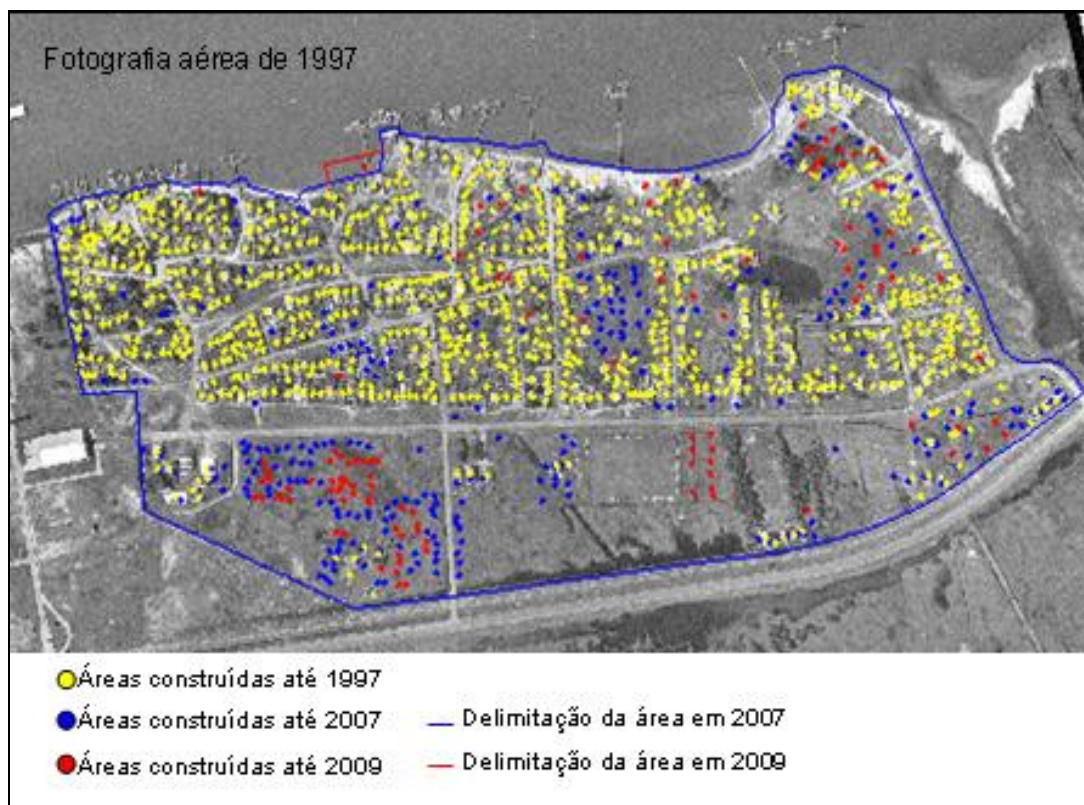 Fotografia aérea de 1997
Áreas construídas até 1997
Áreas construídas até 2007
Delimitação da área em 2007
Áreas construídas até 2009
Delimitação da área em 2009